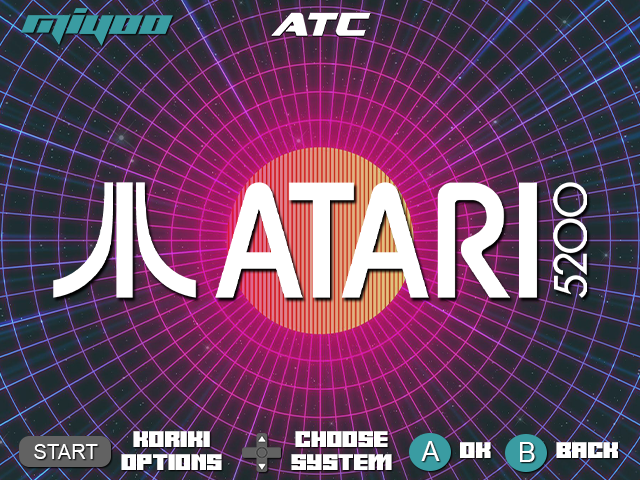 miyoo
ATC
ATARI 5200
START
KORIKI
OPTIONS
CHOOSE
SYSTEM
A OK
B BACK